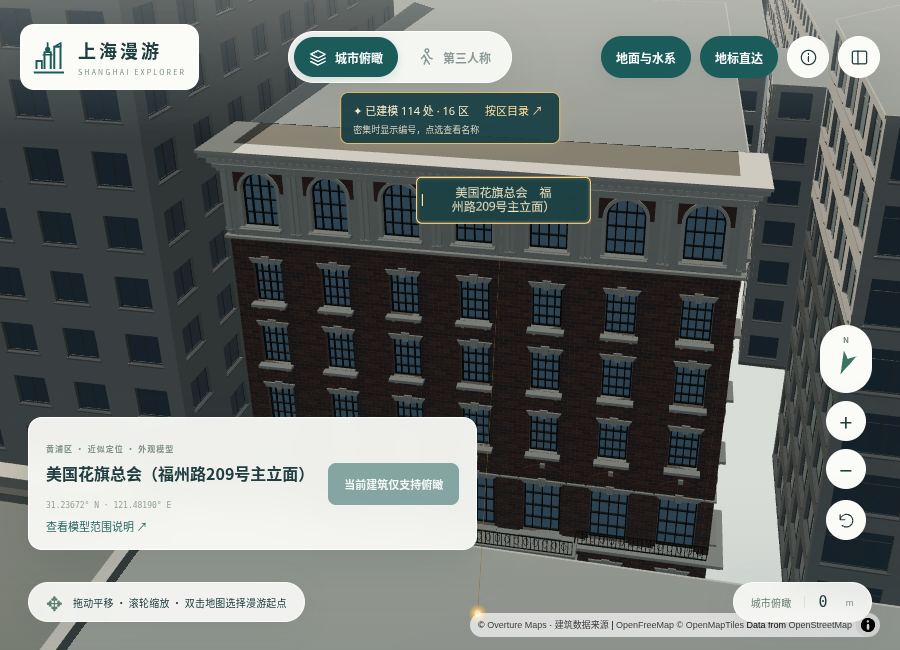 上海漫游
SHANGHAI EXPLORER
城市俯瞰
第三人称
地面与水系
地标直达
✦ 已建模 114 处 · 16 区 按区目录 ↗
密集时显示编号，点选查看名称
美国花旗总会 福
州路209号主立面）
N
+
−
黄浦区 · 近似定位 · 外观模型
美国花旗总会（福州路209号主立面）
31.23672° N · 121.48190° E
查看模型范围说明 ↗
当前建筑仅支持俯瞰
拖动平移 · 滚轮缩放 · 双击地图选择漫游起点
城市俯瞰 0 m
© Overture Maps · 建筑数据来源 | OpenFreeMap © OpenMapTiles Data from OpenStreetMap